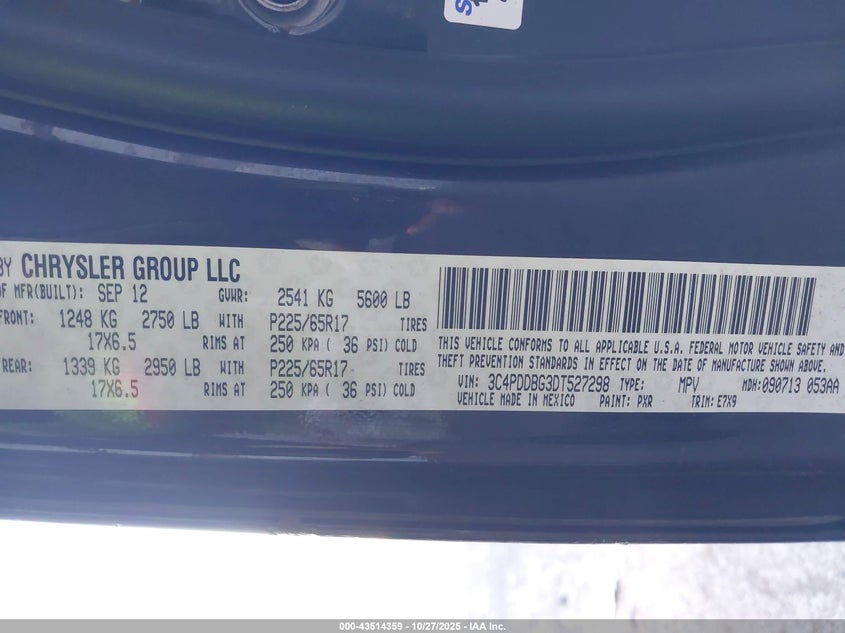 BY CHRYSLER GROUP LLC
OF MFR(BUILT): SEP 12 GVWR: 2541 KG 5600 LB
FRONT: 1248 KG 2750 LB WITH P225/65R17 TIRES
17X6.5 RIMS AT 250 KPA ( 36 PSI) COLD
REAR: 1339 KG 2950 LB WITH P225/65R17 TIRES
17X6.5 RIMS AT 250 KPA ( 36 PSI) COLD
THIS VEHICLE CONFORMS TO ALL APPLICABLE U.S.A. FEDERAL MOTOR VEHICLE SAFETY AND
THEFT PREVENTION STANDARDS IN EFFECT ON THE DATE OF MANUFACTURE SHOWN ABOVE.
VIN: 3C4PDDBG3DT527298 TYPE: MPV MDH:090713 053AA
VEHICLE MADE IN MEXICO PAINT: PXR TRIM: E7X9
000-43514359 | 10/27/2025 - IAA Inc.